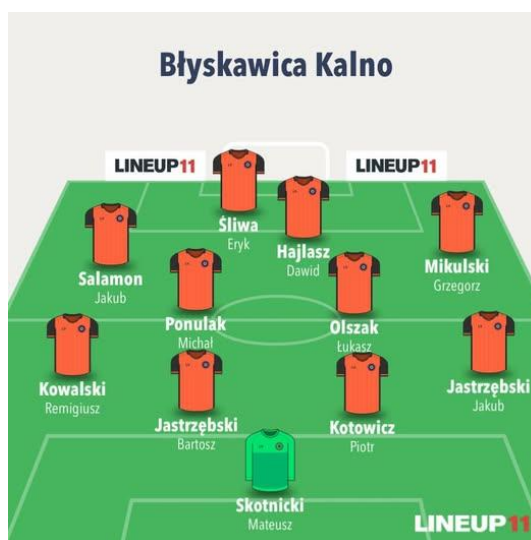 Błyskawica Kalno
LINEUP11
LINEUP11
Śliwa
Eryk
Hajlasz
Dawid
Salamon
Jakub
Mikulski
Grzegorz
Ponulak
Michał
Olszak
Łukasz
Kowalski
Remigiusz
Jastrzębski
Bartosz
Kotowicz
Piotr
Jastrzębski
Jakub
Skotnicki
Mateusz
LINEUP11